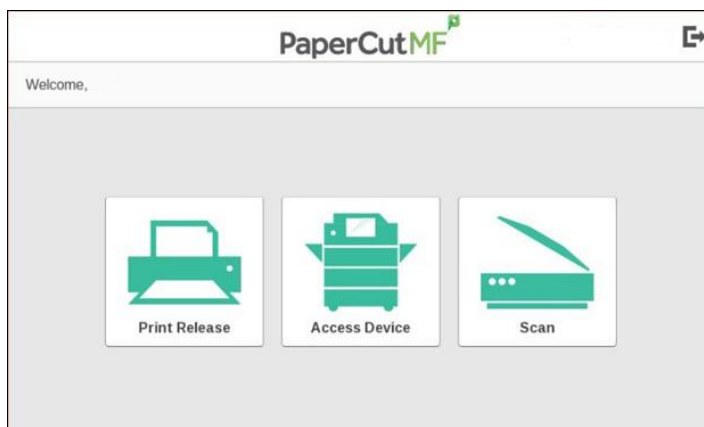 PaperCutMF
Welcome,
Print Release
Access Device
Scan